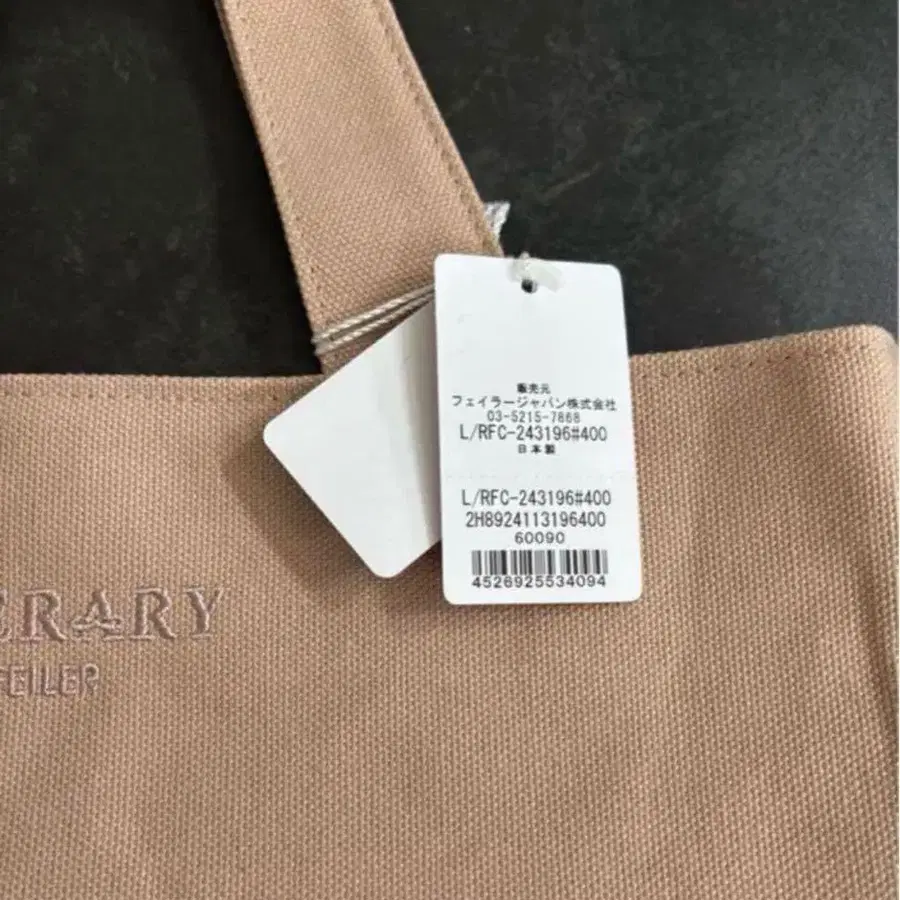 販売元
フェイラージャパン株式会社
03-5215-7868
L/RFC-243196#400
日本製
L/RFC-243196#400
2H8924113196400
60090
4526925534094
ERARY
FEILER